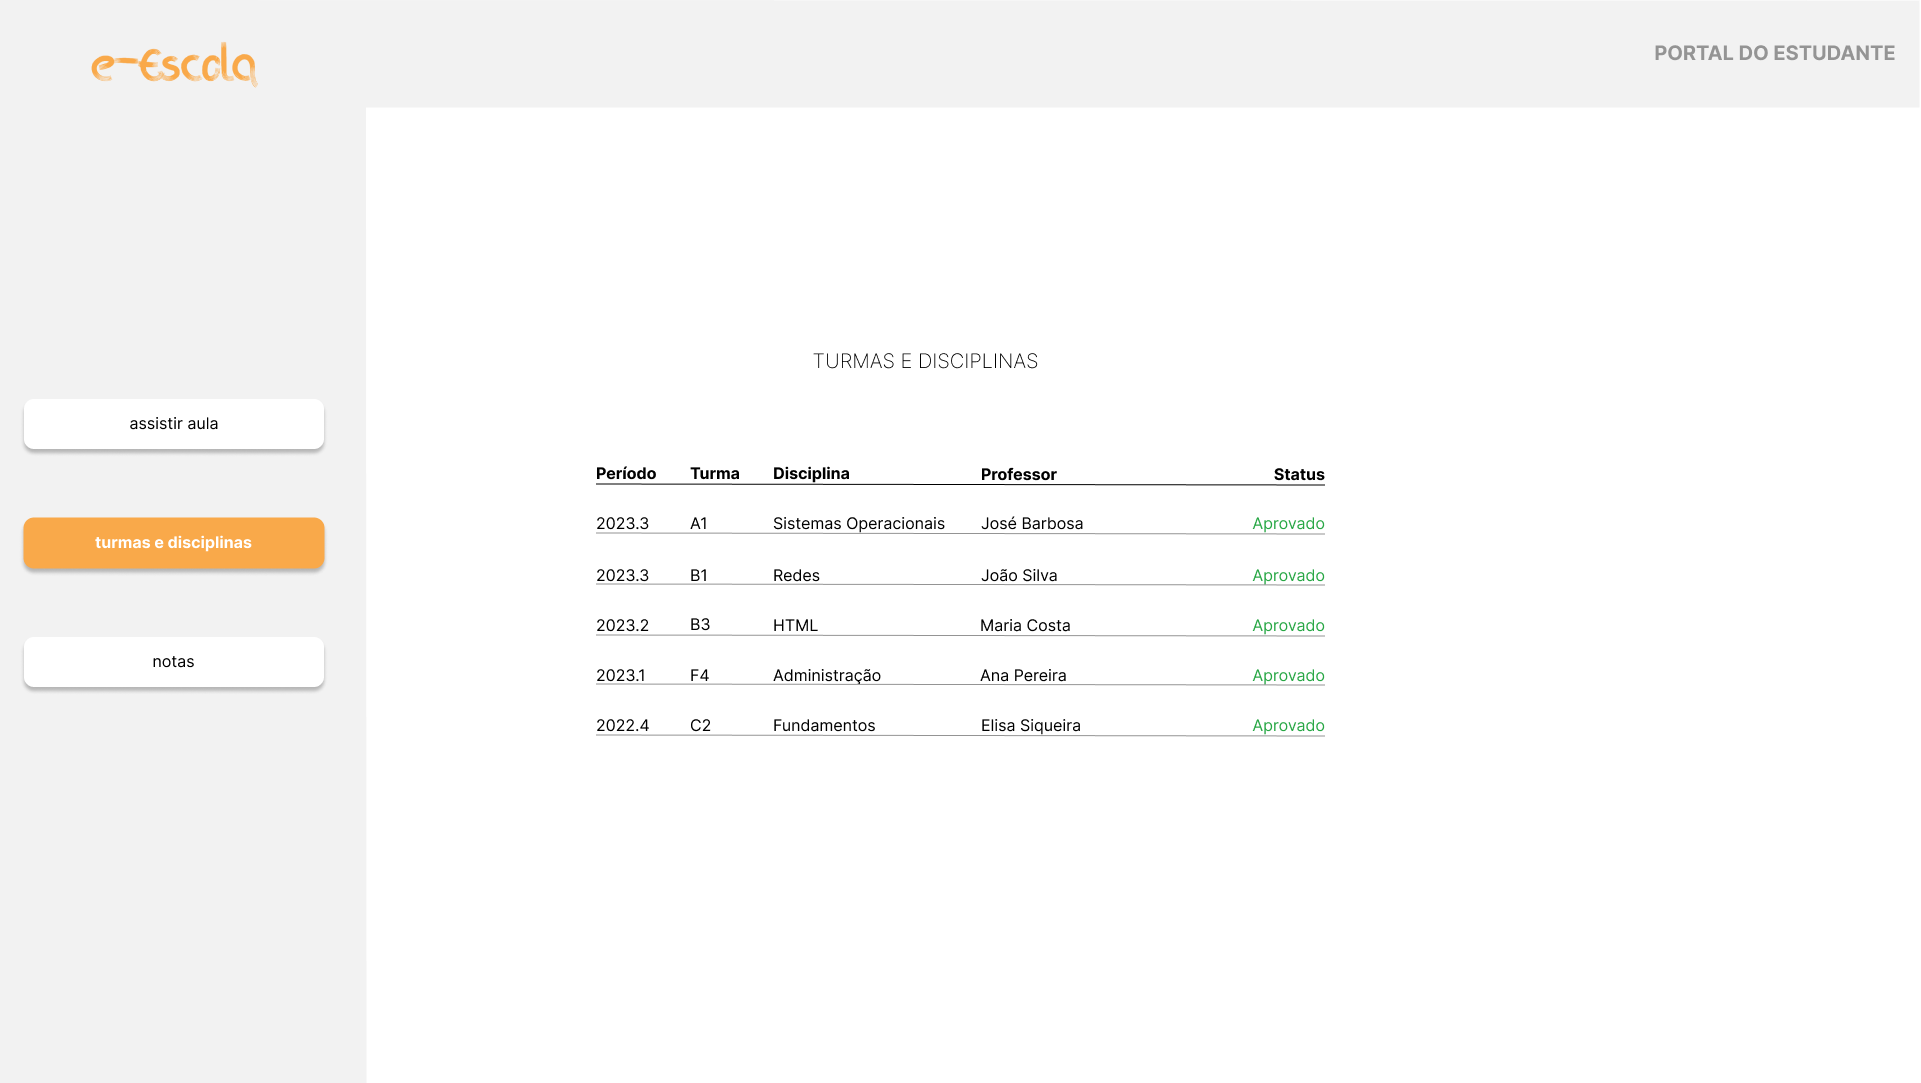 e-Escola
PORTAL DO ESTUDANTE
assistir aula
turmas e disciplinas
notas
TURMAS E DISCIPLINAS
Período Turma Disciplina Professor Status
2023.3 A1 Sistemas Operacionais José Barbosa Aprovado
2023.3 B1 Redes João Silva Aprovado
2023.2 B3 HTML Maria Costa Aprovado
2023.1 F4 Administração Ana Pereira Aprovado
2022.4 C2 Fundamentos Elisa Siqueira Aprovado